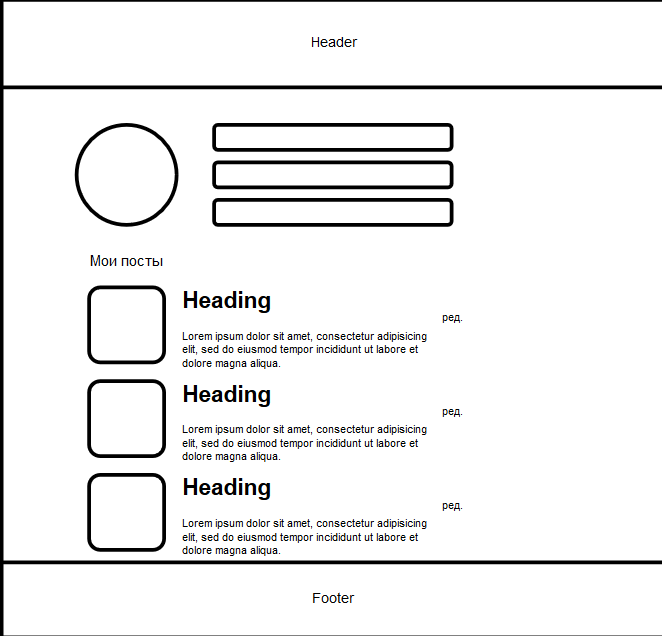 Header
Мои посты
Heading
ред.
Lorem ipsum dolor sit amet, consectetur adipisicing
elit, sed do eiusmod tempor incididunt ut labore et
dolore magna aliqua.
Heading
ред.
Lorem ipsum dolor sit amet, consectetur adipisicing
elit, sed do eiusmod tempor incididunt ut labore et
dolore magna aliqua.
Heading
ред.
Lorem ipsum dolor sit amet, consectetur adipisicing
elit, sed do eiusmod tempor incididunt ut labore et
dolore magna aliqua.
Footer